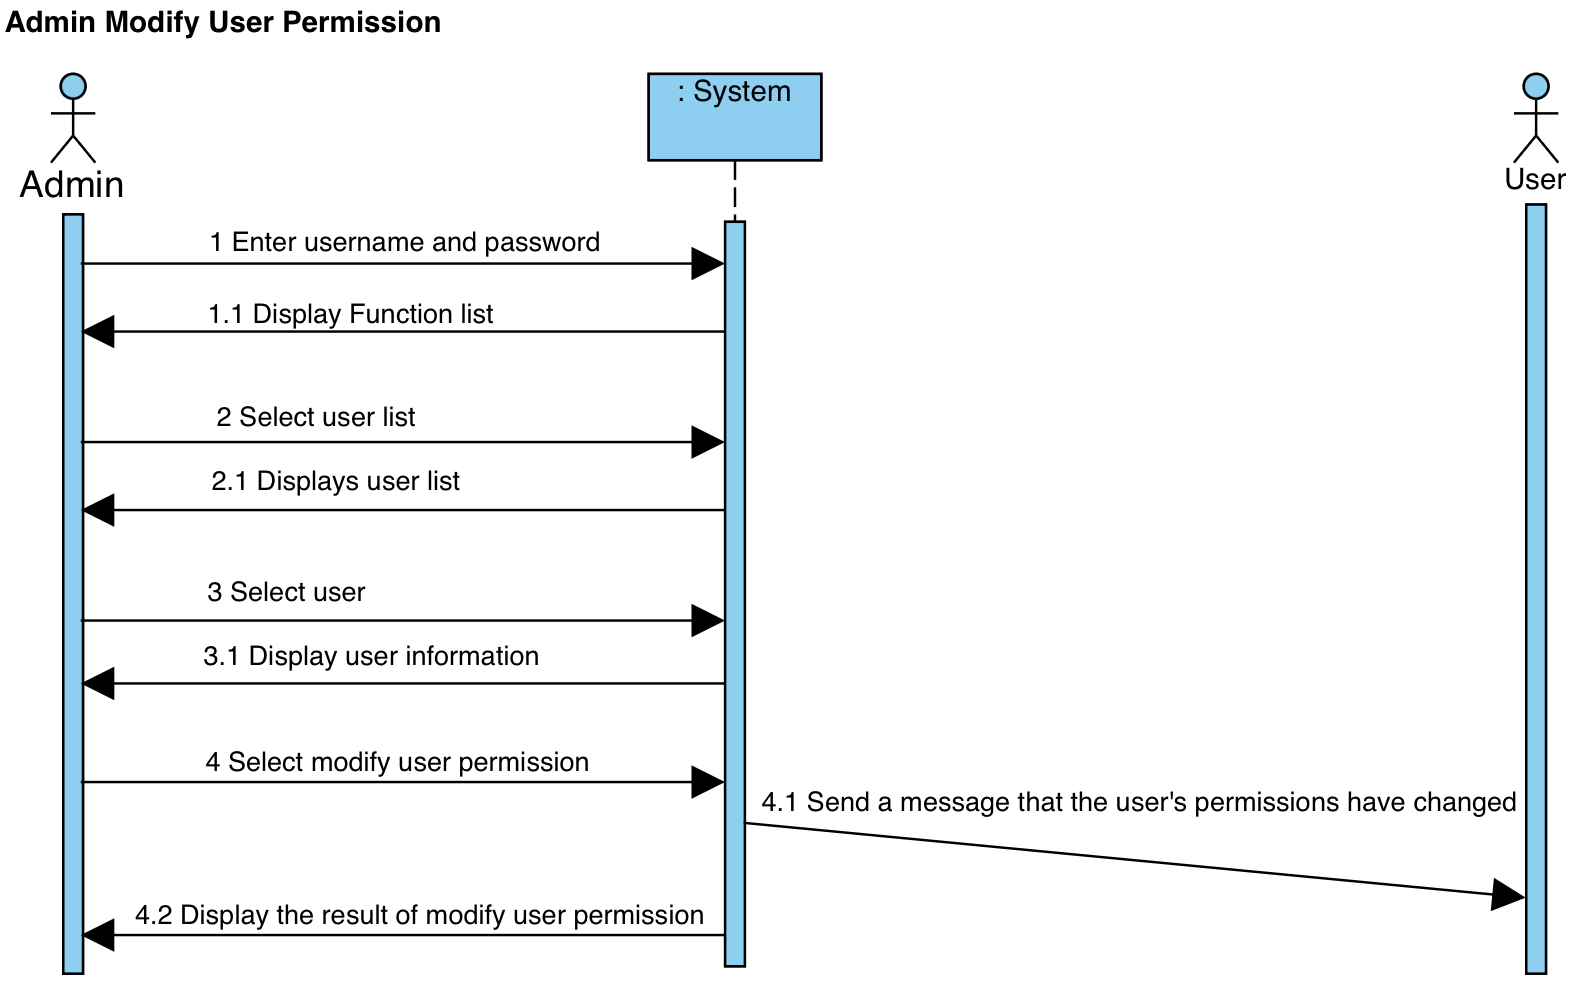 Admin Modify User Permission
: System
Admin
User
1 Enter username and password
1.1 Display Function list
2 Select user list
2.1 Displays user list
3 Select user
3.1 Display user information
4 Select modify user permission
4.1 Send a message that the user's permissions have changed
4.2 Display the result of modify user permission